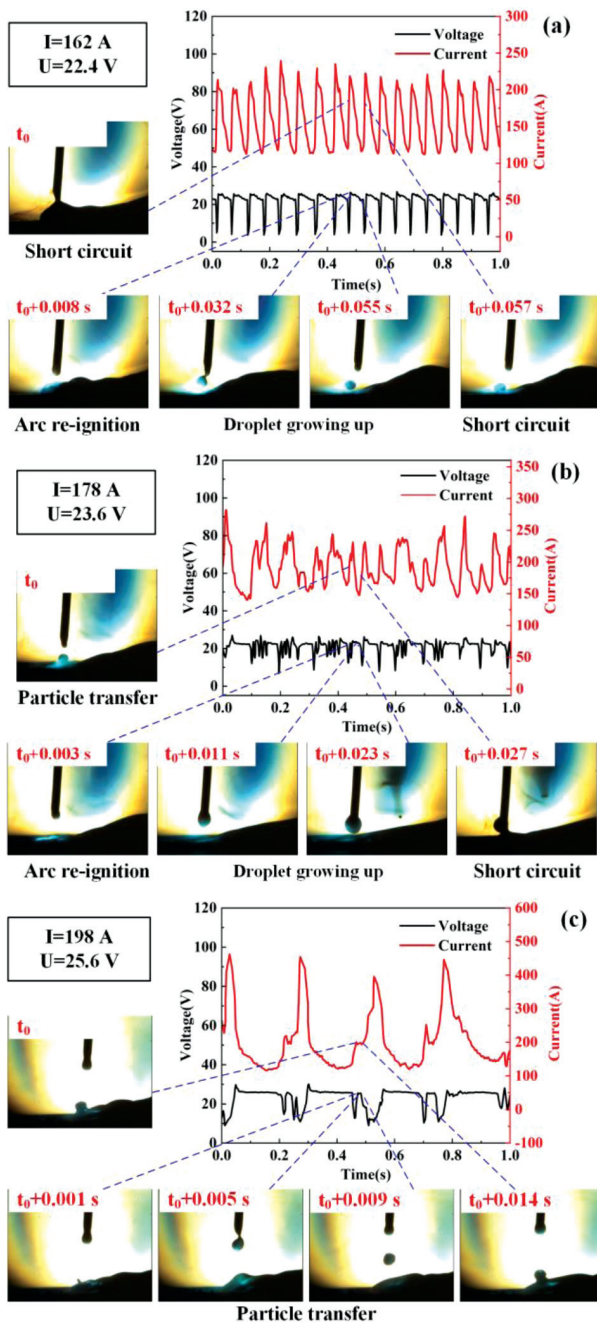 I=162 A
U=22.4 V
(a)
Voltage
Current
Voltage(V)
120
100
80
60
40
20
0
300
250
200
150
100
50
0
Current(A)
0.0 0.2 0.4 0.6 0.8 1.0
Time(s)
t0
Short circuit
t0+0.008 s
t0+0.032 s
t0+0.055 s
t0+0.057 s
Arc re-ignition
Droplet growing up
Short circuit
I=178 A
U=23.6 V
(b)
Voltage
Current
Voltage(V)
120
100
80
60
40
20
0
350
300
250
200
150
100
50
0
Current(A)
0.0 0.2 0.4 0.6 0.8 1.0
Time(s)
t0
Particle transfer
t0+0.003 s
t0+0.011 s
t0+0.023 s
t0+0.027 s
Arc re-ignition
Droplet growing up
Short circuit
I=198 A
U=25.6 V
(c)
Voltage
Current
Voltage(V)
120
100
80
60
40
20
0
600
500
400
300
200
100
0
-100
Current(A)
0.0 0.2 0.4 0.6 0.8 1.0
Time(s)
t0
t0+0.001 s
t0+0.005 s
t0+0.009 s
t0+0.014 s
Particle transfer